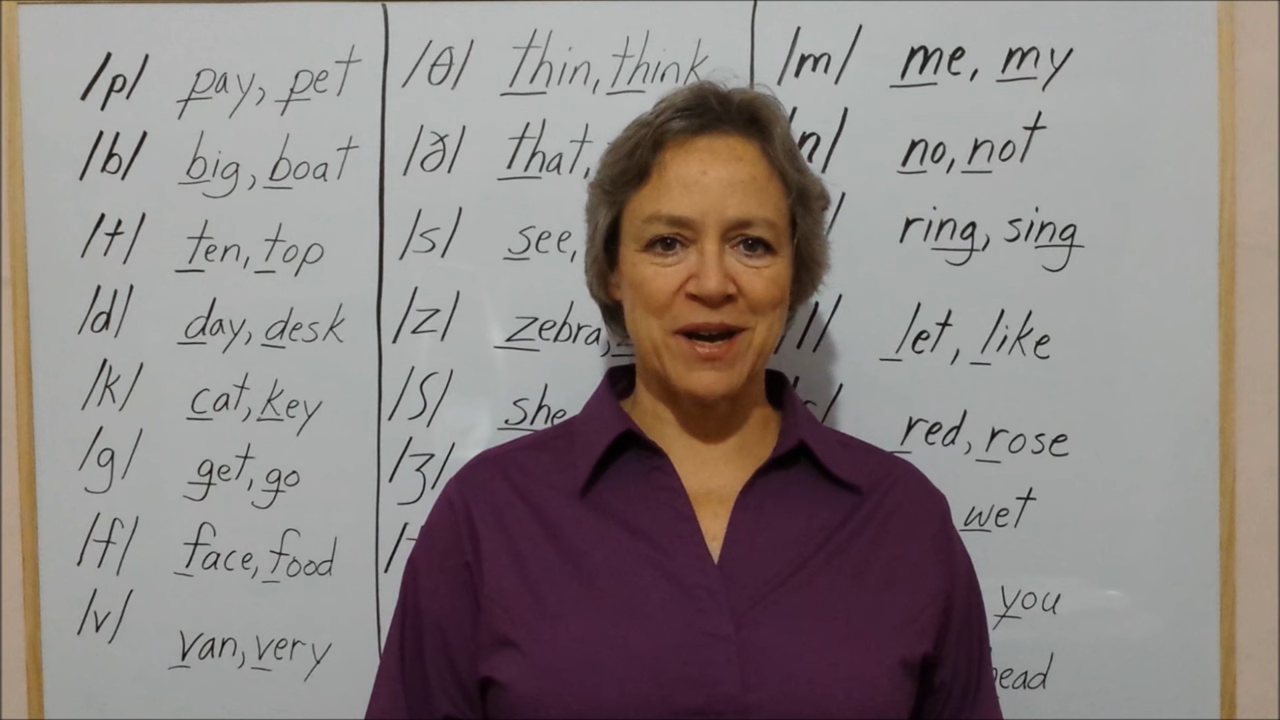 /p/ pay, pet
/b/ big, boat
/t/ ten, top
/d/ day, desk
/k/ cat, key
/g/ get, go
/f/ face, food
/v/ van, very
/θ/ thin, think
/ð/ that,
/s/ see,
/z/ zebra,
/ʃ/ she
/ʒ/
/m/ me, my
n/ no, not
ring, sing
/l/ let, like
red, rose
wet
you